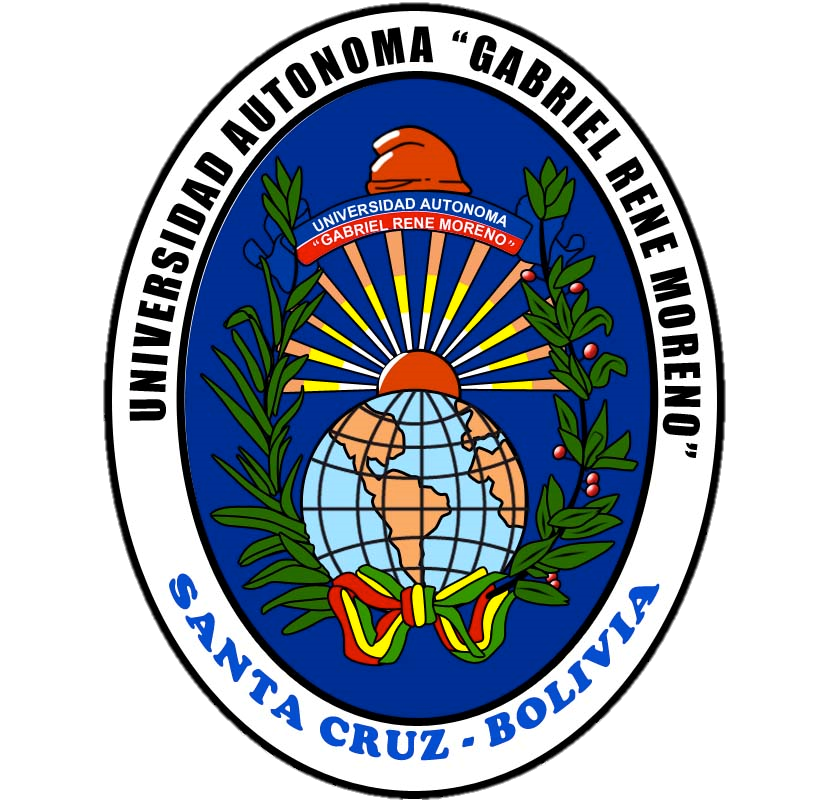 UNIVERSIDAD AUTONOMA “GABRIEL RENE MORENO”
UNIVERSIDAD AUTONOMA
“GABRIEL RENE MORENO”
SANTA CRUZ - BOLIVIA